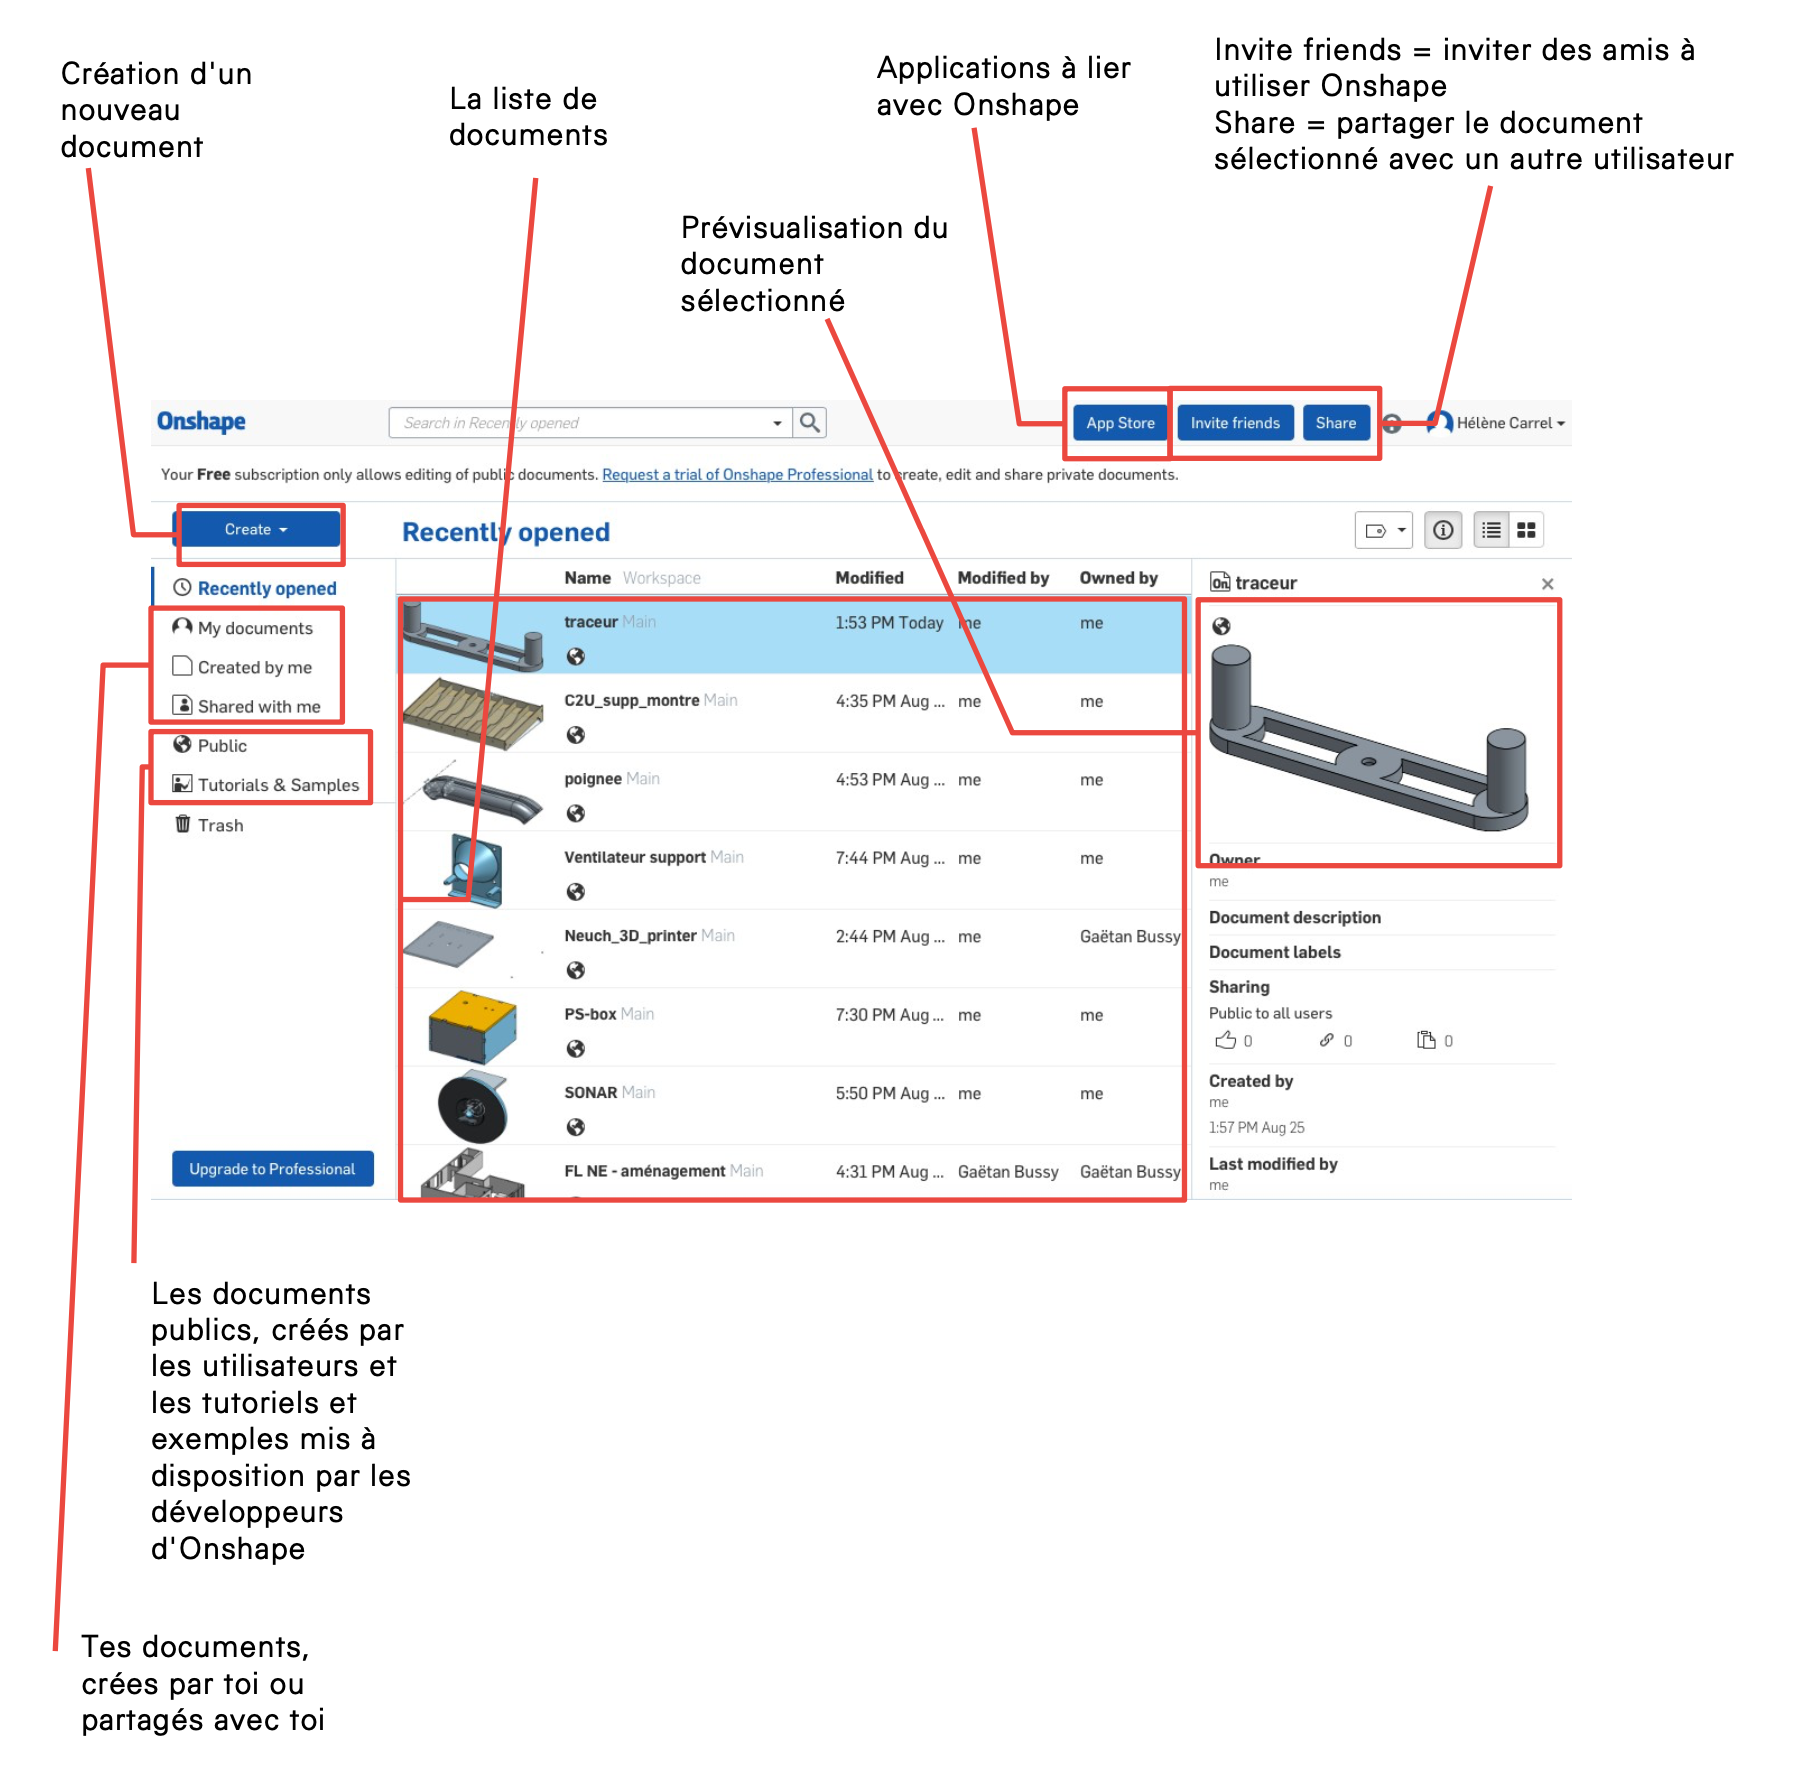 Création d'un
nouveau
document
La liste de
documents
Applications à lier
avec Onshape
Invite friends = inviter des amis à
utiliser Onshape
Share = partager le document
sélectionné avec un autre utilisateur
Prévisualisation du
document
sélectionné
Onshape
Search in Recently opened
App Store
Invite friends
Share
Hélène Carrel
Your Free subscription only allows editing of public documents. Request a trial of Onshape Professional to create, edit and share private documents.
Create
Recently opened
Recently opened
My documents
Created by me
Shared with me
Public
Tutorials & Samples
Trash
Upgrade to Professional
Name Workspace Modified Modified by Owned by
traceur Main 1:53 PM Today me me
C2U_supp_montre Main 4:35 PM Aug ... me me
poignee Main 4:53 PM Aug ... me me
Ventilateur support Main 7:44 PM Aug ... me me
Neuch_3D_printer Main 2:44 PM Aug ... me Gaëtan Bussy
PS-box Main 7:30 PM Aug ... me me
SONAR Main 5:50 PM Aug ... me me
FL NE - aménagement Main 4:31 PM Aug ... Gaëtan Bussy Gaëtan Bussy
On traceur
Owner
me
Document description
Document labels
Sharing
Public to all users
0 0 0
Created by
me
1:57 PM Aug 25
Last modified by
me
Les documents
publics, créés par
les utilisateurs et
les tutoriels et
exemples mis à
disposition par les
développeurs
d'Onshape
Tes documents,
crées par toi ou
partagés avec toi